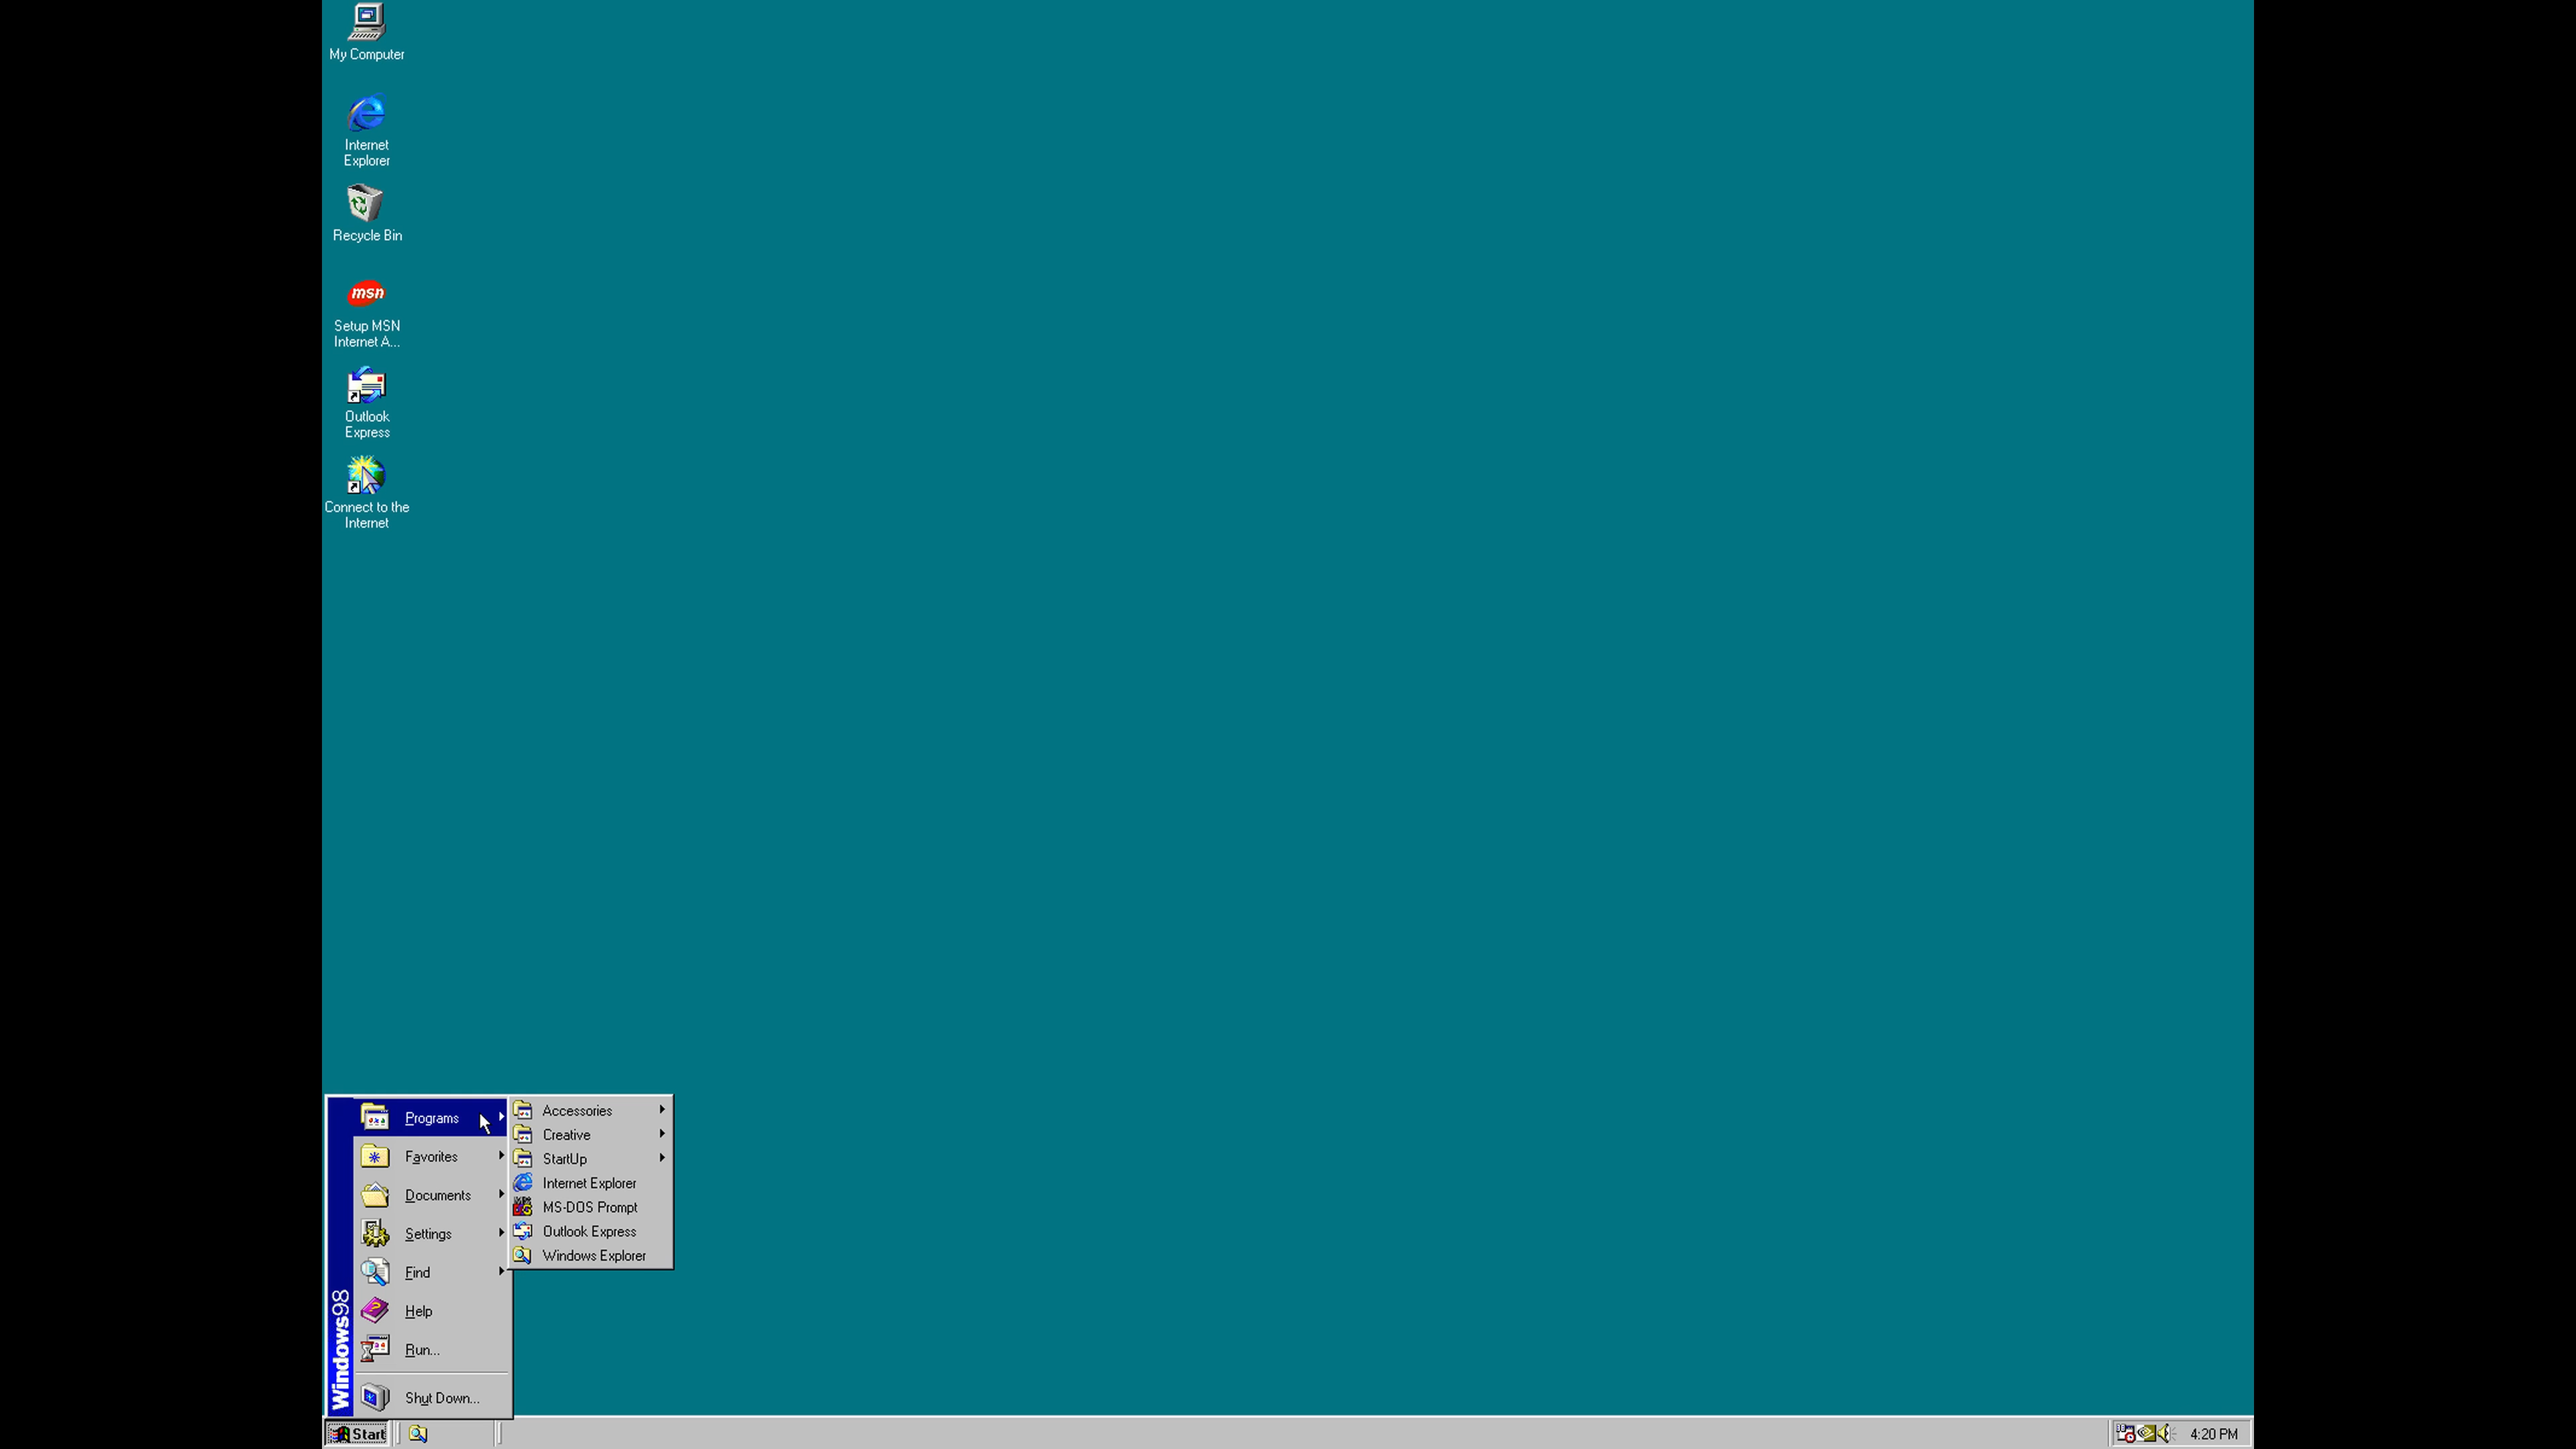 My Computer
Internet
Explorer
Recycle Bin
msn
Setup MSN
Internet A...
Outlook
Express
Connect to the
Internet
Windows98
Programs
Favorites
Documents
Settings
Find
Help
Run...
Shut Down...
Accessories
Creative
StartUp
Internet Explorer
MS-DOS Prompt
Outlook Express
Windows Explorer
Start
4:20 PM